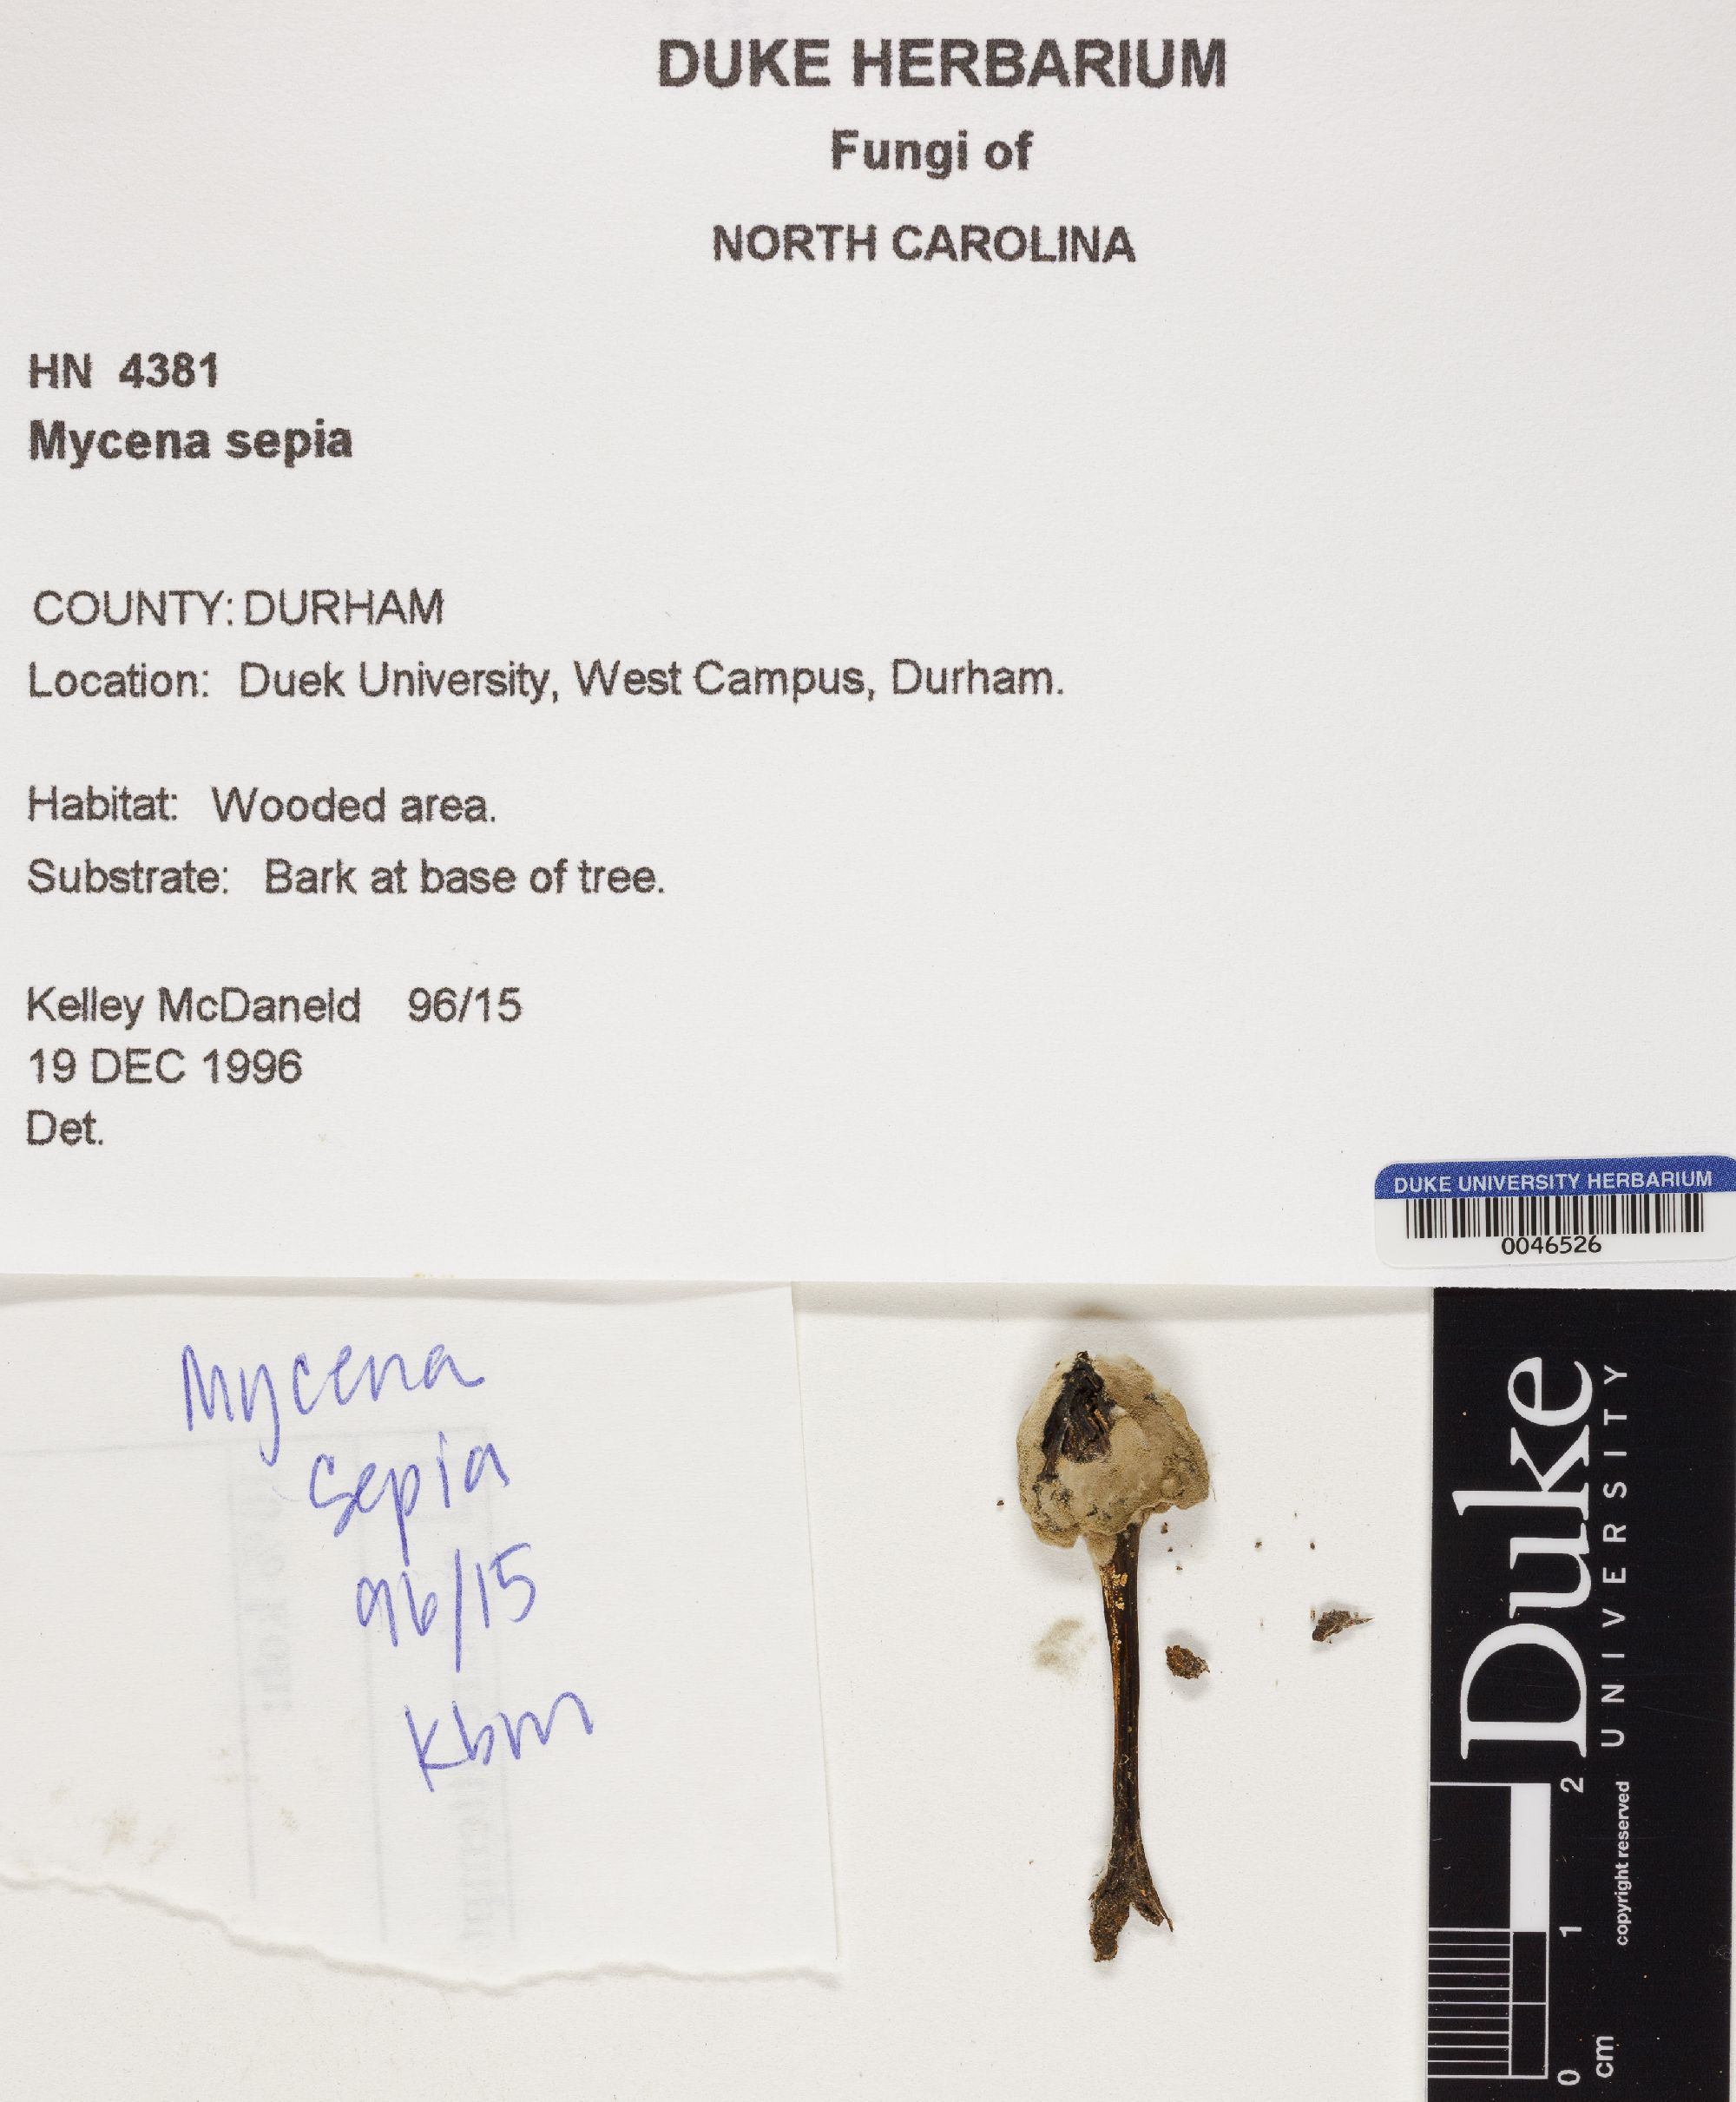 DUKE HERBARIUM
Fungi of
NORTH CAROLINA
HN 4381
Mycena sepia
COUNTY: DURHAM
Location: Duek University, West Campus, Durham.
Habitat: Wooded area.
Substrate: Bark at base of tree.
Kelley McDaneld 96/15
19 DEC 1996
Det.
DUKE UNIVERSITY HERBARIUM
0046526
Mycena
sepia
96/15
Kbm
Duke
UNIVERSITY
copyright reserved
0 1 2
cm